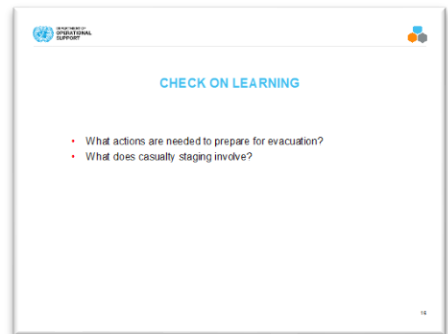 DEPARTMENT OF
OPERATIONAL
SUPPORT
CHECK ON LEARNING
• What actions are needed to prepare for evacuation?
• What does casualty staging involve?